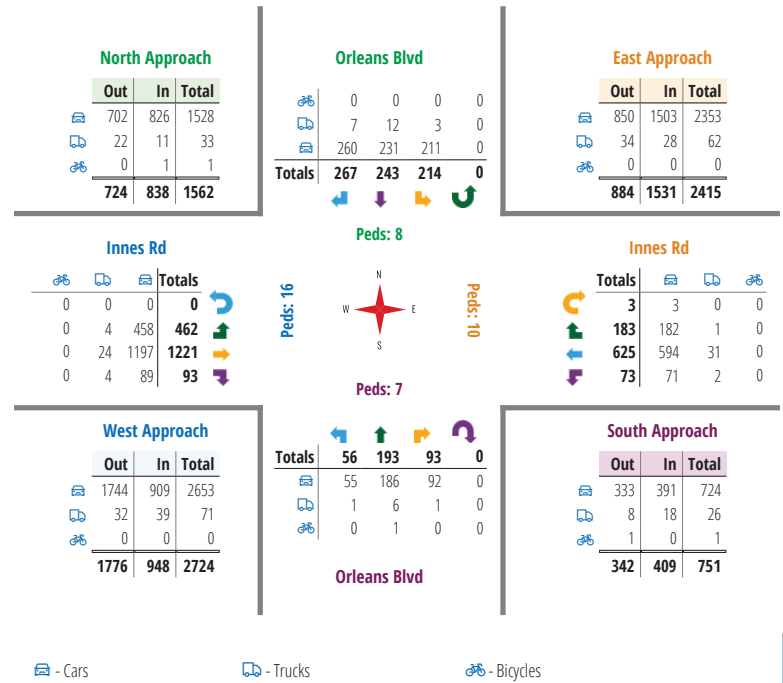 North Approach
Out In Total
702 826 1528
22 11 33
0 1 1
724 838 1562
Orleans Blvd
0 0 0 0
7 12 3 0
260 231 211 0
Totals 267 243 214 0
East Approach
Out In Total
850 1503 2353
34 28 62
0 0 0
884 1531 2415
Innes Rd
Totals
0 0 0 0
0 4 458 462
0 24 1197 1221
0 4 89 93
Peds: 8
Peds: 16
N
W E
S
Peds: 10
Peds: 7
Innes Rd
Totals
3 3 0 0
183 182 1 0
625 594 31 0
73 71 2 0
West Approach
Out In Total
1744 909 2653
32 39 71
0 0 0
1776 948 2724
Totals 56 193 93 0
55 186 92 0
1 6 1 0
0 1 0 0
Orleans Blvd
South Approach
Out In Total
333 391 724
8 18 26
1 0 1
342 409 751
- Cars
- Trucks
- Bicycles